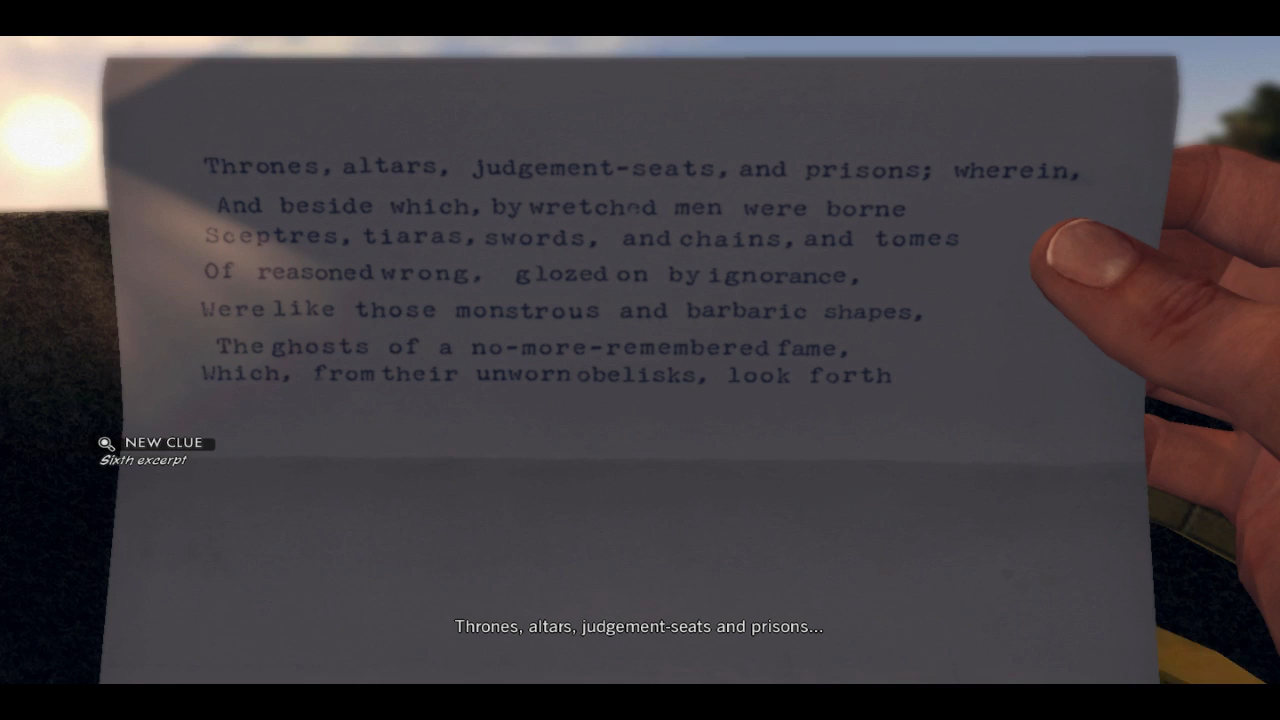 Thrones, altars, judgement-seats, and prisons; wherein,
And beside which, by wretched men were borne
Sceptres, tiaras, swords, and chains, and tomes
Of reasoned wrong, glozed on by ignorance,
Were like those monstrous and barbaric shapes,
The ghosts of a no-more-remembered fame,
Which, from their unworn obelisks, look forth
NEW CLUE
Sixth excerpt
Thrones, altars, judgement-seats and prisons...